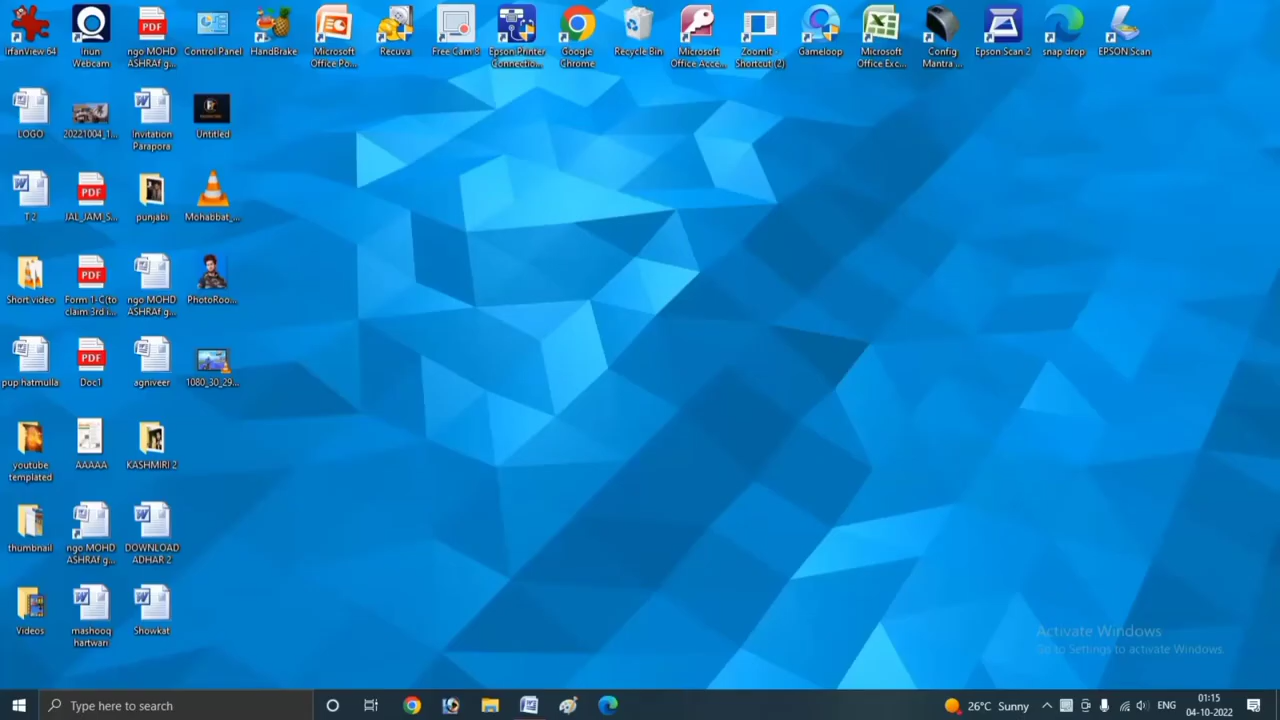 IrfanView 64
Iriun Webcam
ngo MOHD ASHRAf.g...
Control Panel
HandBrake
Microsoft Office Po...
Recuva
Free Cam 8
Epson Printer Connectio...
Google Chrome
Recycle Bin
Microsoft Office Acce...
ZoomIt - Shortcut (2)
Gameloop
Microsoft Office Exc...
Config Mantra ...
Epson Scan 2
snap drop
EPSON Scan
LOGO
20221004_1...
Invitation Parapora
Untitled
T 2
PDF
JAL_JAM_S...
punjabi
Mohabbat_...
Short video
PDF
Form 1-C(to claim 3rd i...
ngo MOHD ASHRAf.g...
PhotoRoo...
pup hatmulla
PDF
Doc1
agniveer
1080_30_29...
youtube templated
AAAAA
KASHMIRI 2
thumbnail
ngo MOHD ASHRAf.g...
DOWNLOAD ADHAR 2
Videos
mashooq hartwari
Showkat
Activate Windows
Go to Settings to activate Windows.
Type here to search
26°C Sunny
ENG
01:15
04-10-2022